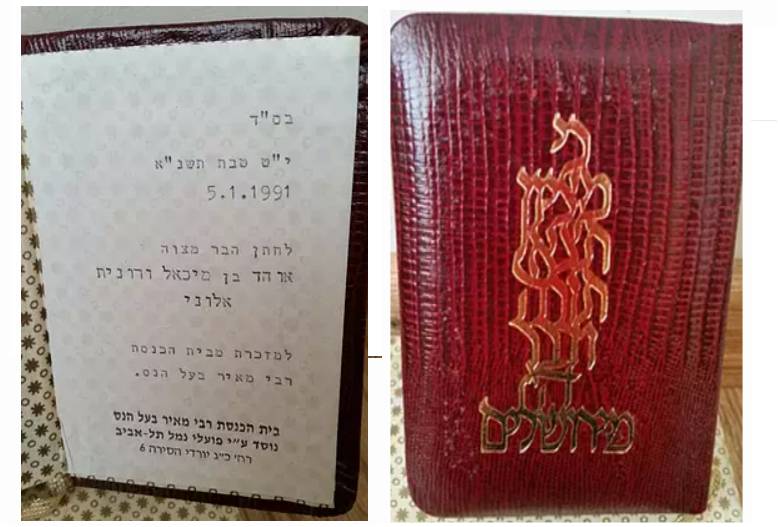 בס"ד
י"ט טבת תשנ"א
5.1.1991
לחתן הבר מצוה
אוהד בן מיכאל ורונית
אלוני
למזכרת מבית הכנסת
רבי מאיר בעל הנס.
בית הכנסת רבי מאיר בעל הנס
נוסד ע"י פועלי נמל תל-אביב
רח' כ"ג יורדי הסירה 6
מירושלים